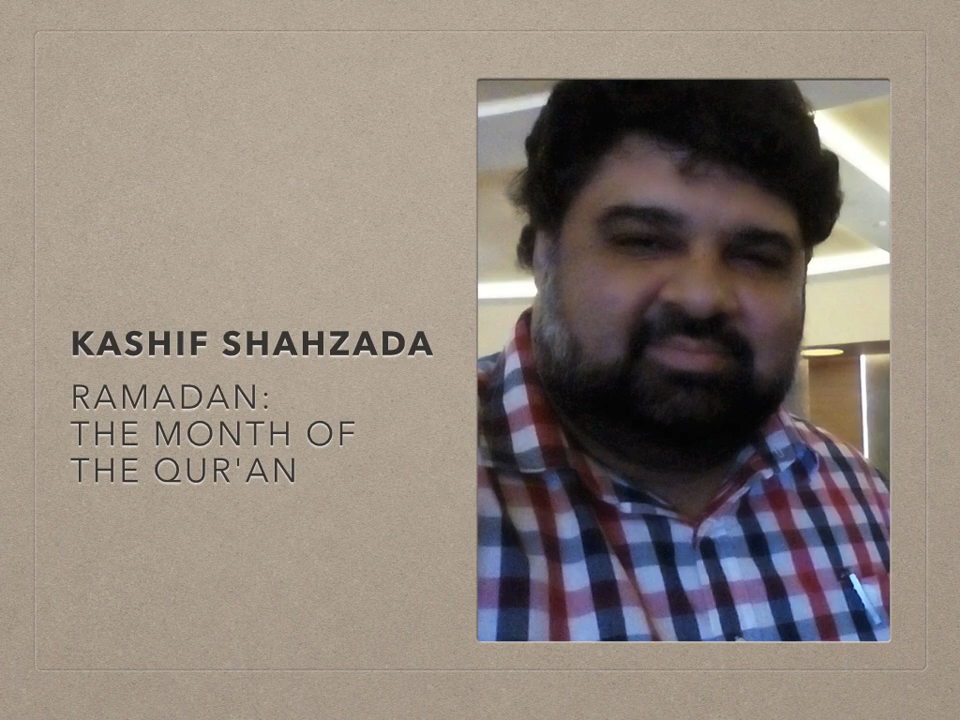 KASHIF SHAHZADA
RAMADAN:
THE MONTH OF
THE QUR'AN